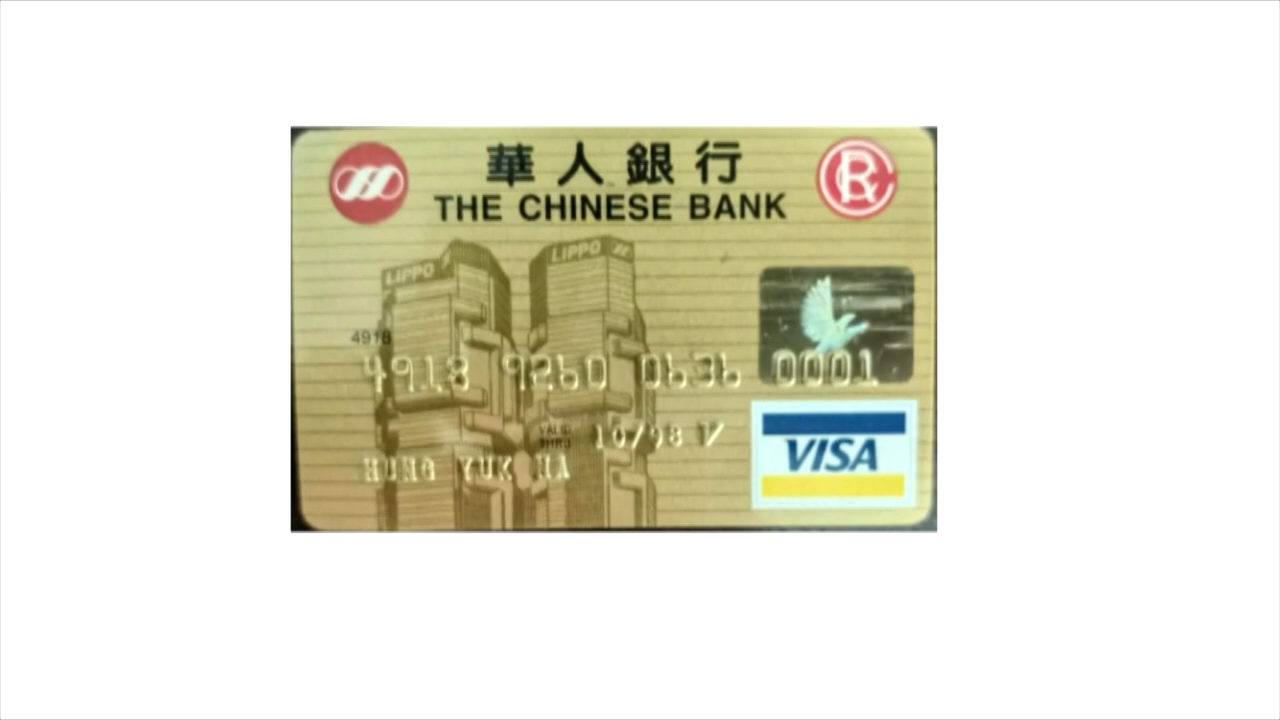 華人銀行
THE CHINESE BANK
LIPPO
LIPPO
4918
4918 9260 0636 0001
VALID THRU 10/98 V
HUNG YUK HA
VISA